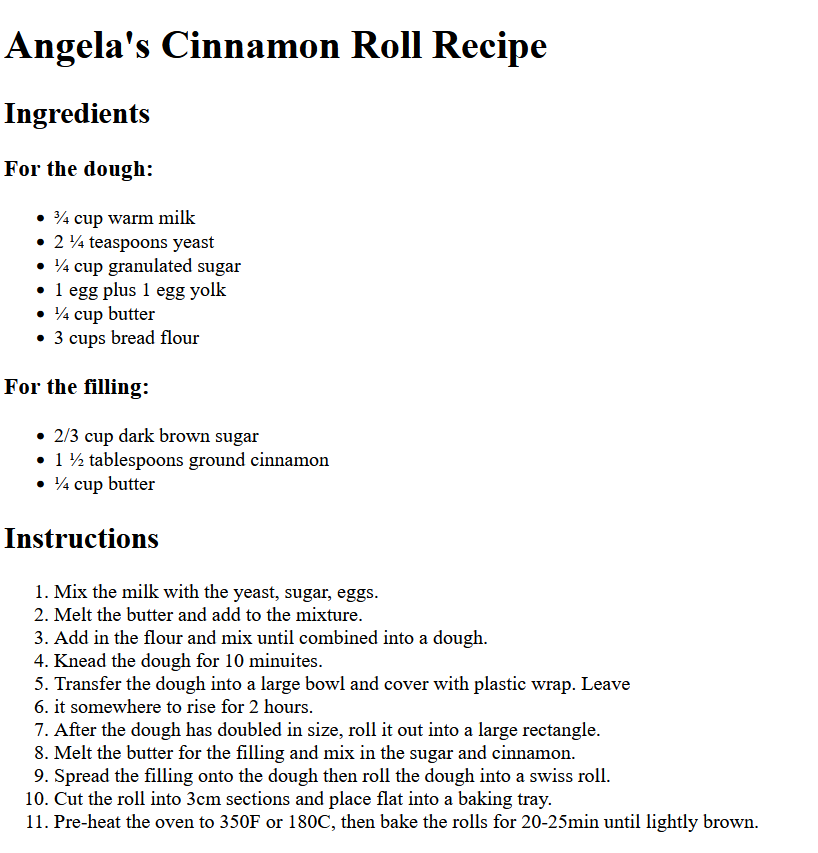 Angela's Cinnamon Roll Recipe
Ingredients
For the dough:
• ¾ cup warm milk
• 2 ¼ teaspoons yeast
• ¼ cup granulated sugar
• 1 egg plus 1 egg yolk
• ¼ cup butter
• 3 cups bread flour
For the filling:
• 2/3 cup dark brown sugar
• 1 ½ tablespoons ground cinnamon
• ¼ cup butter
Instructions
1. Mix the milk with the yeast, sugar, eggs.
2. Melt the butter and add to the mixture.
3. Add in the flour and mix until combined into a dough.
4. Knead the dough for 10 minuites.
5. Transfer the dough into a large bowl and cover with plastic wrap. Leave
6. it somewhere to rise for 2 hours.
7. After the dough has doubled in size, roll it out into a large rectangle.
8. Melt the butter for the filling and mix in the sugar and cinnamon.
9. Spread the filling onto the dough then roll the dough into a swiss roll.
10. Cut the roll into 3cm sections and place flat into a baking tray.
11. Pre-heat the oven to 350F or 180C, then bake the rolls for 20-25min until lightly brown.